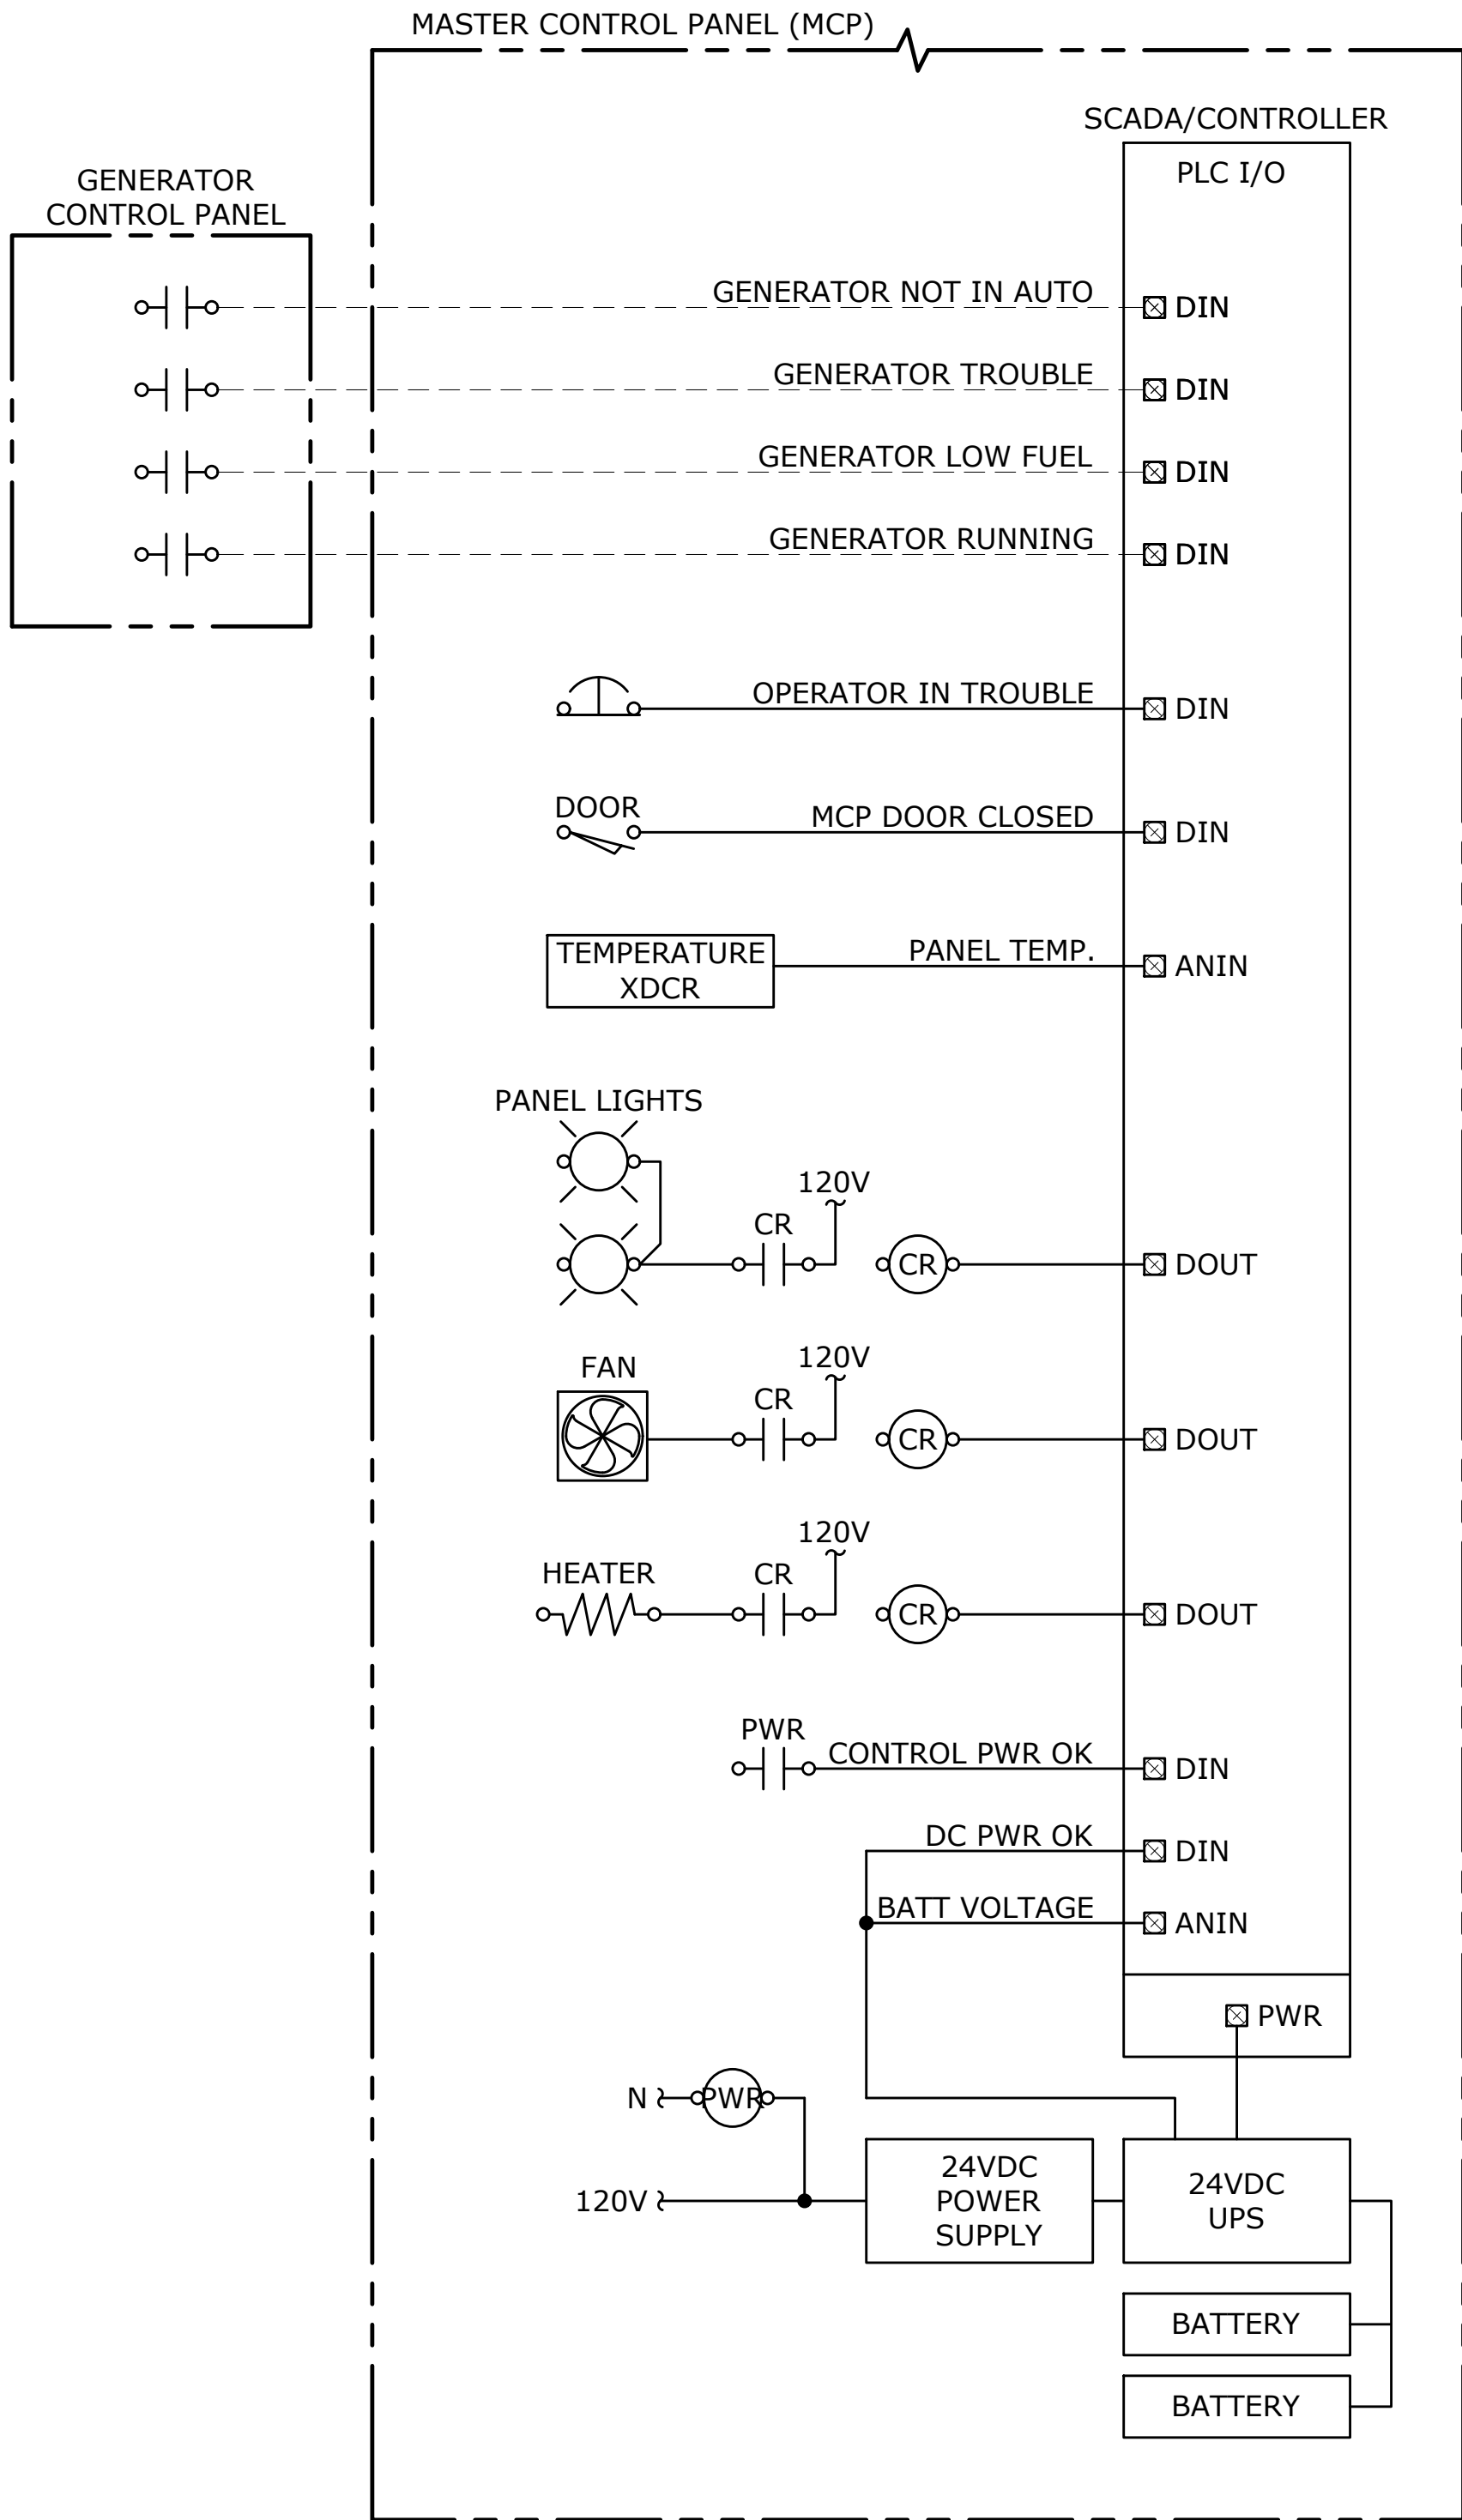 MASTER CONTROL PANEL (MCP)
SCADA/CONTROLLER
PLC I/O
GENERATOR
CONTROL PANEL
GENERATOR NOT IN AUTO
DIN
GENERATOR TROUBLE
DIN
GENERATOR LOW FUEL
DIN
GENERATOR RUNNING
DIN
OPERATOR IN TROUBLE
DIN
DOOR
MCP DOOR CLOSED
DIN
TEMPERATURE
XDCR
PANEL TEMP.
ANIN
PANEL LIGHTS
120V
CR
CR
DOUT
FAN
120V
CR
CR
DOUT
HEATER
120V
CR
CR
DOUT
PWR
CONTROL PWR OK
DIN
DC PWR OK
DIN
BATT VOLTAGE
ANIN
PWR
N
PWR
120V
24VDC
POWER
SUPPLY
24VDC
UPS
BATTERY
BATTERY